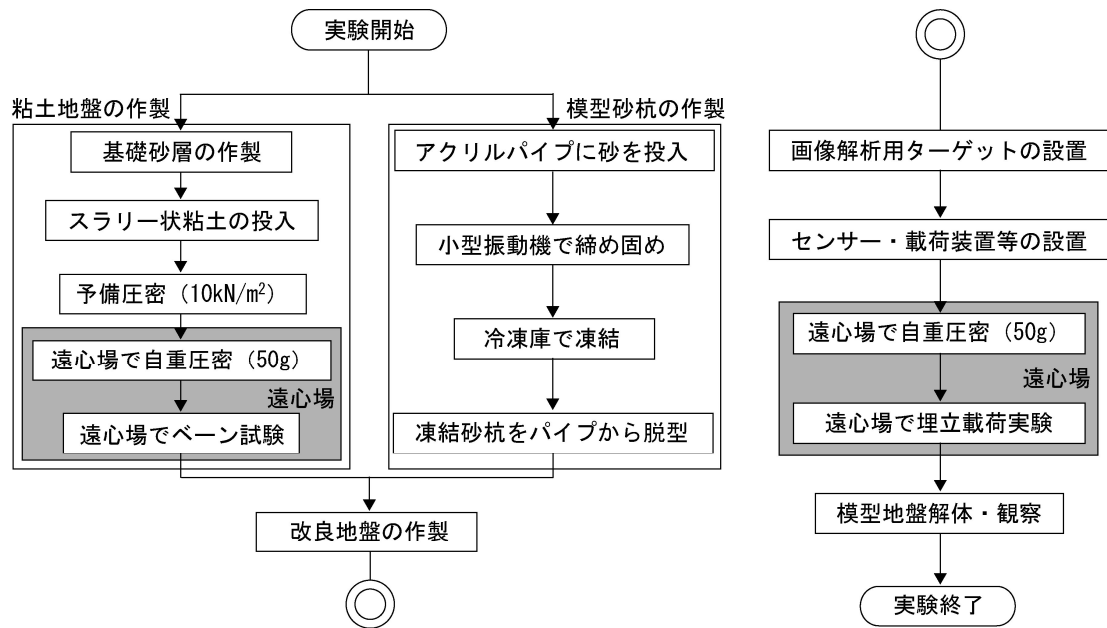 実験開始
粘土地盤の作製
基礎砂層の作製
スラリー状粘土の投入
予備圧密（10kN/m²）
遠心場で自重圧密（50g）
遠心場
遠心場でベーン試験
模型砂杭の作製
アクリルパイプに砂を投入
小型振動機で締め固め
冷凍庫で凍結
凍結砂杭をパイプから脱型
改良地盤の作製
画像解析用ターゲットの設置
センサー・載荷装置等の設置
遠心場で自重圧密（50g）
遠心場
遠心場で埋立載荷実験
模型地盤解体・観察
実験終了